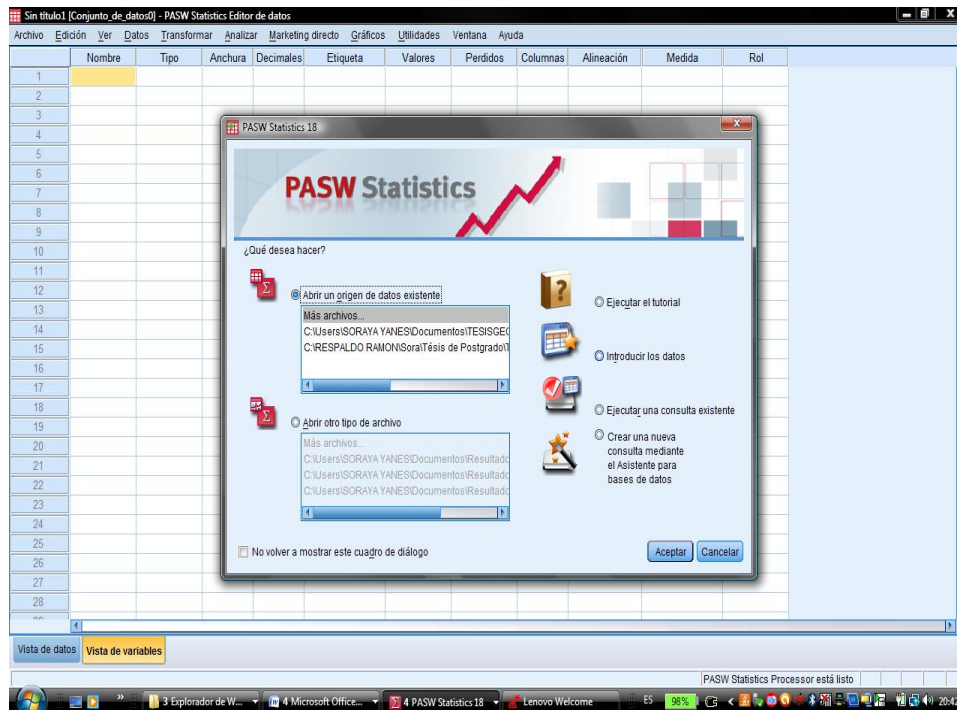 Sin título1 [Conjunto_de_datos0] - PASW Statistics Editor de datos
Archivo Edición Ver Datos Transformar Analizar Marketing directo Gráficos Utilidades Ventana Ayuda
Nombre Tipo Anchura Decimales Etiqueta Valores Perdidos Columnas Alineación Medida Rol
1
2
3
4
5
6
7
8
9
10
11
12
13
14
15
16
17
18
19
20
21
22
23
24
25
26
27
28
PASW Statistics 18
PASW Statistics
¿Qué desea hacer?
Abrir un origen de datos existente
Más archivos...
C:\Users\SORAYA YANES\Documentos\TESISGEO
C:\RESPALDO RAMON\Sora\Tésis de Postgrado\T
Abrir otro tipo de archivo
Más archivos...
C:\Users\SORAYA YANES\Documentos\Resultado
C:\Users\SORAYA YANES\Documentos\Resultado
C:\Users\SORAYA YANES\Documentos\Resultado
Ejecutar el tutorial
Introducir los datos
Ejecutar una consulta existente
Crear una nueva
consulta mediante
el Asistente para
bases de datos
No volver a mostrar este cuadro de diálogo
Aceptar Cancelar
Vista de datos Vista de variables
PASW Statistics Processor está listo
3 Explorador de W... 4 Microsoft Office... 4 PASW Statistics 18 Lenovo Welcome ES 98% 20:42